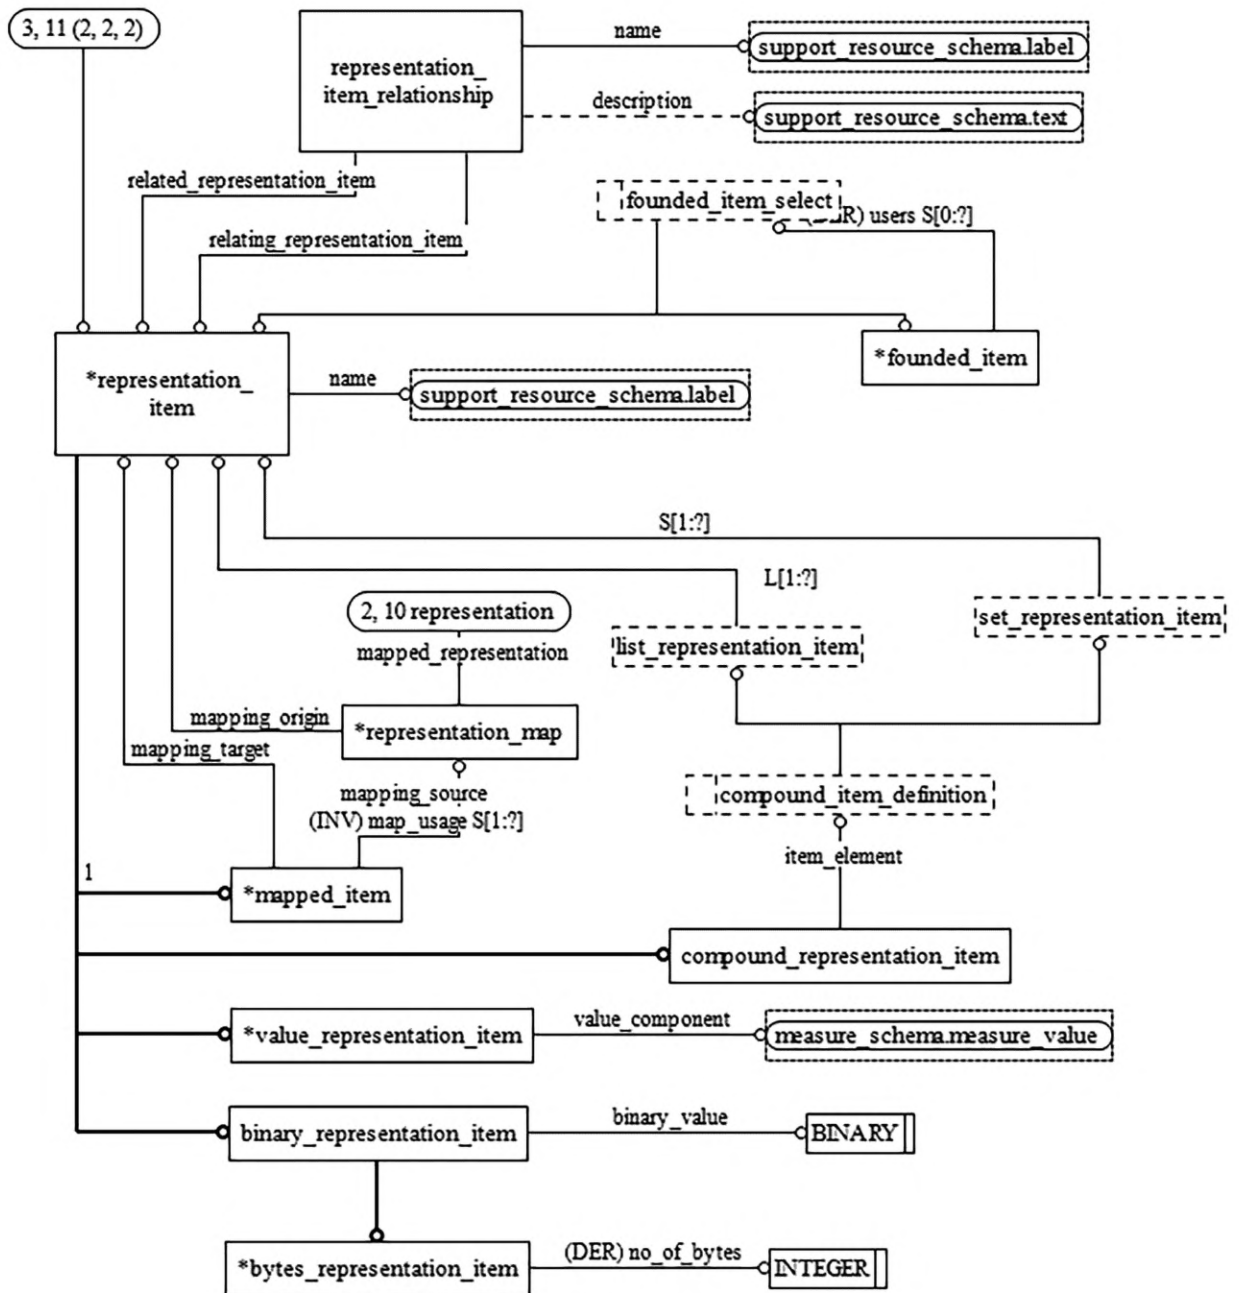 3, 11 (2, 2, 2)
representation_
item_relationship
name
support_resource_schema.label
description
support_resource_schema.text
related_representation_item
relating_representation_item
founded_item_select
users S[0:?]
*founded_item
*representation_
item
name
support_resource_schema.label
S[1:?]
L[1:?]
2, 10 representation
mapped_representation
list_representation_item
set_representation_item
mapping_origin
*representation_map
mapping_target
mapping_source
(INV) map_usage S[1:?]
compound_item_definition
item_element
1
*mapped_item
compound_representation_item
*value_representation_item
value_component
measure_schema.measure_value
binary_representation_item
binary_value
BINARY
*bytes_representation_item
(DER) no_of_bytes
INTEGER